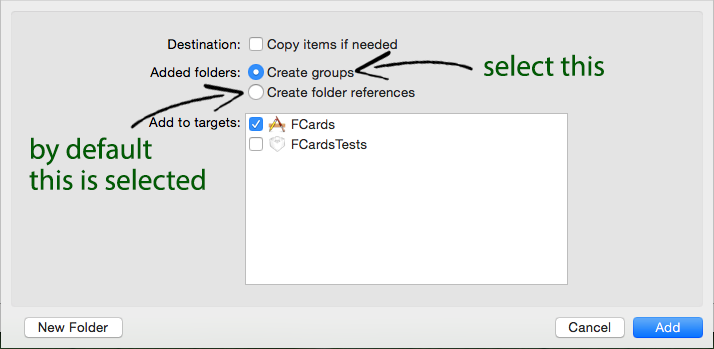 Destination: Copy items if needed
Added folders: Create groups
select this
Create folder references
by default
this is selected
Add to targets: FCards
FCardsTests
New Folder Cancel Add